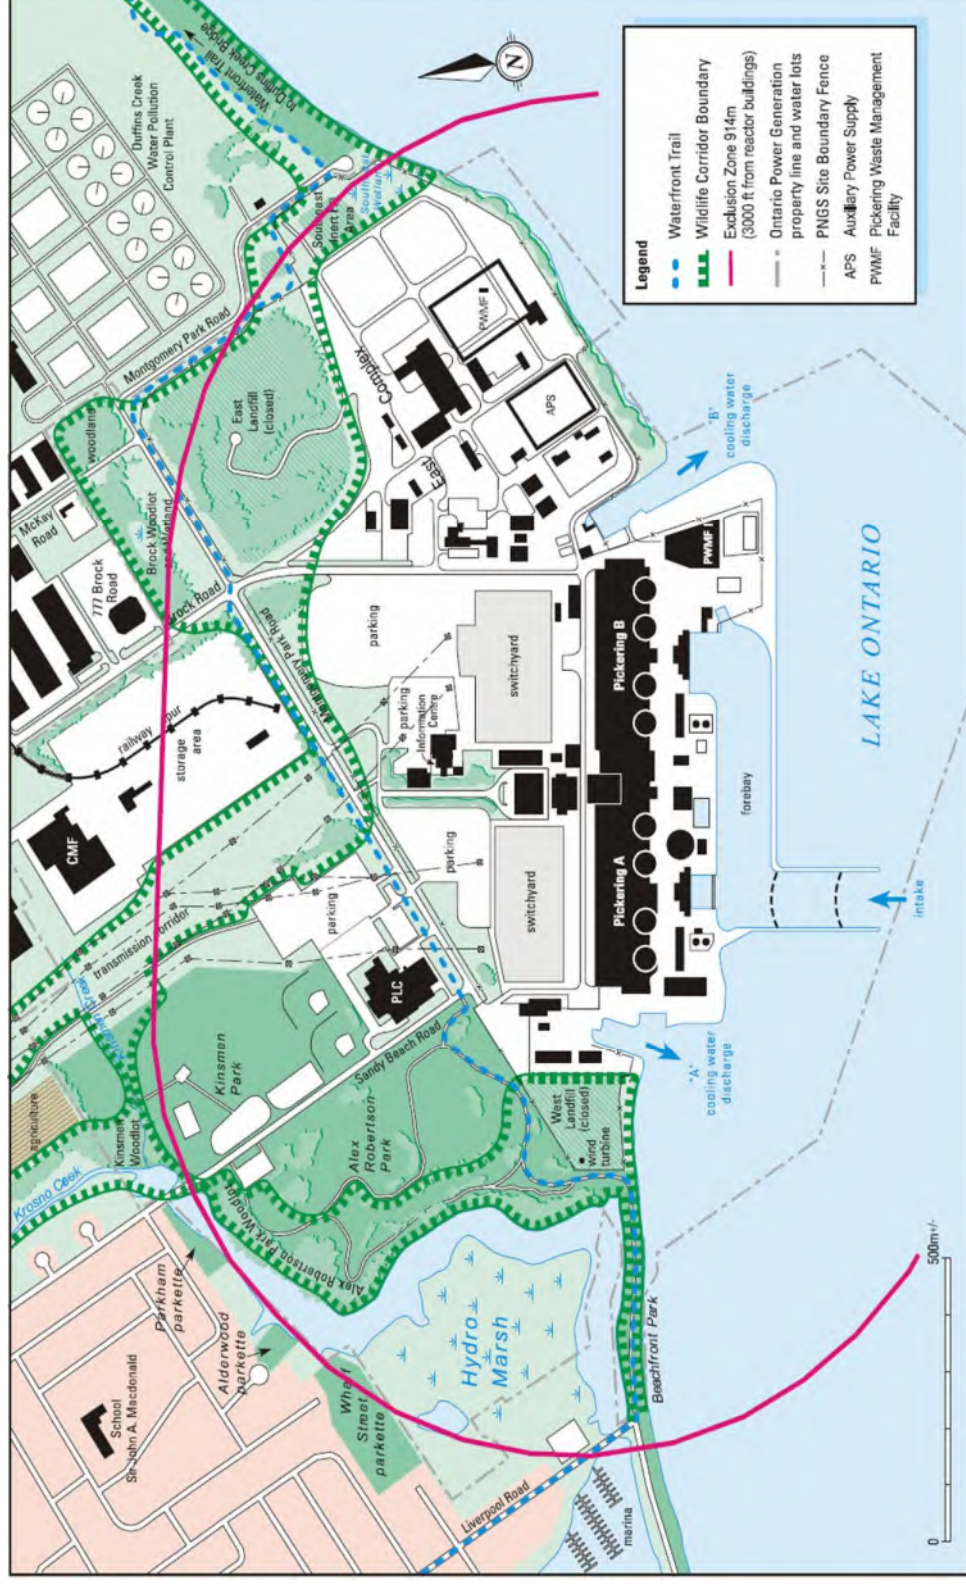 Duffins Creek
Water Pollution
Control Plant
Waterfront Trail
to Duffins Creek Bridge
N
Montgomery Park Road
Southeast
Inert Fill
Area
woodland
East
Landfill
(closed)
McKay
Road
Brock Woodlot
and Wetland
777 Brock
Road
Brock Road
East
Complex
PWMF II
APS
Montgomery Park Road
parking
parking
Information
Centre
railway spur
storage
area
CMF
transmission corridor
parking
parking
switchyard
switchyard
PLC
Pickering B
Pickering A
PWMF I
"B"
cooling water
discharge
forebay
intake
LAKE ONTARIO
"A"
cooling water
discharge
agriculture
Krosno Creek
Kinsmen
Woodlot
Kinsmen
Park
Sandy Beach Road
Alex
Robertson
Park
Alex Robertson Park Woodlot
West
Landfill
(closed)
wind
turbine
Hydro
Marsh
Beachfront Park
Parkham
parkette
Alderwood
parkette
Wharf
Street
parkette
School
Sir John A. Macdonald
Liverpool Road
marina
0
500m+/-
Legend
Waterfront Trail
Wildlife Corridor Boundary
Exclusion Zone 914m
(3000 ft from reactor buildings)
Ontario Power Generation
property line and water lots
PNGS Site Boundary Fence
APS Auxiliary Power Supply
PWMF Pickering Waste Management
Facility